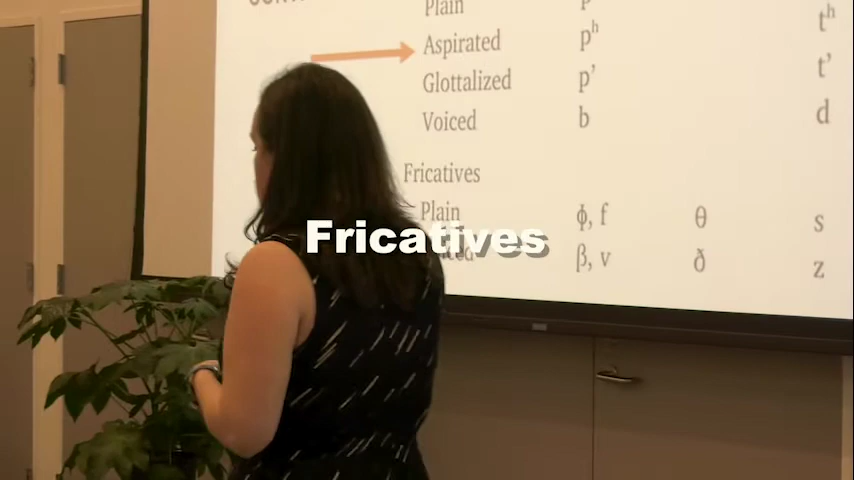 Plain
Aspirated pʰ tʰ
Glottalized p’ t’
Voiced b d
Fricatives
Plain ɸ, f θ s
β, v ð z
Fricatives